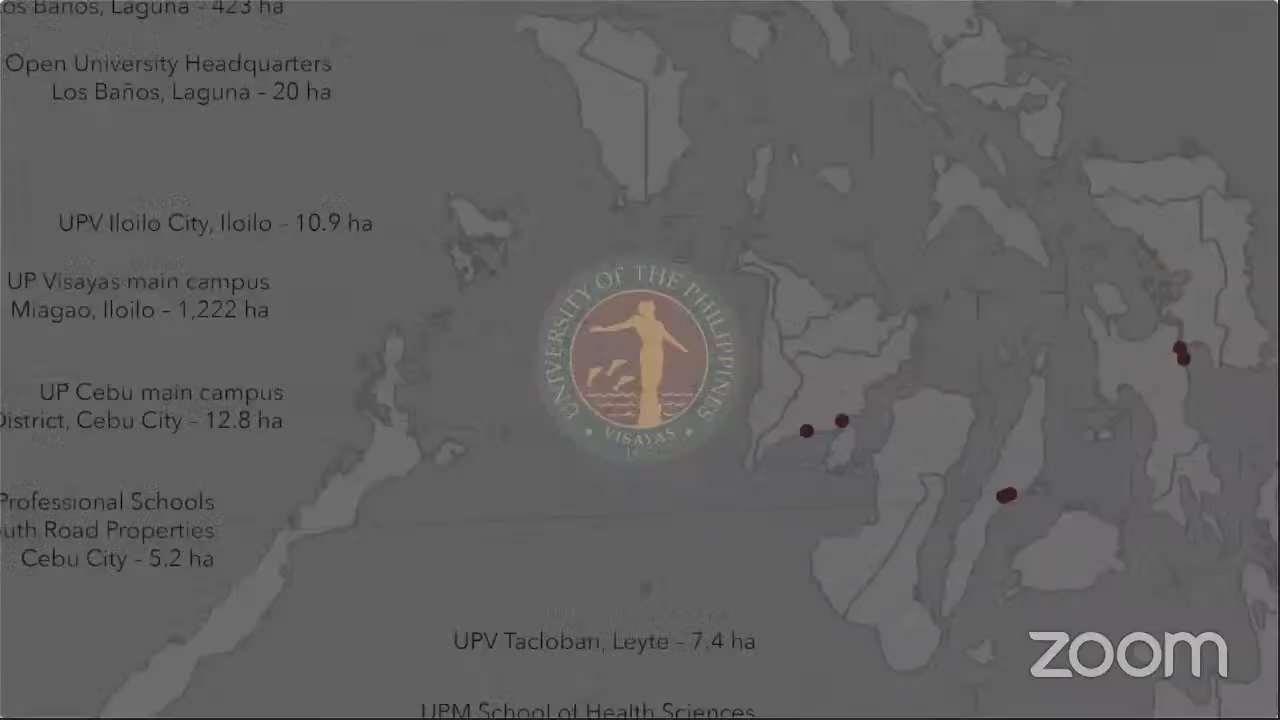 os Baños, Laguna – 423 ha
Open University Headquarters
Los Baños, Laguna – 20 ha
UPV Iloilo City, Iloilo – 10.9 ha
UP Visayas main campus
Miagao, Iloilo – 1,222 ha
UP Cebu main campus
District, Cebu City – 12.8 ha
Professional Schools
uth Road Properties
Cebu City – 5.2 ha
UNIVERSITY OF THE PHILIPPINES
VISAYAS
UPV Tacloban, Leyte – 7.4 ha
UPM School of Health Sciences
zoom